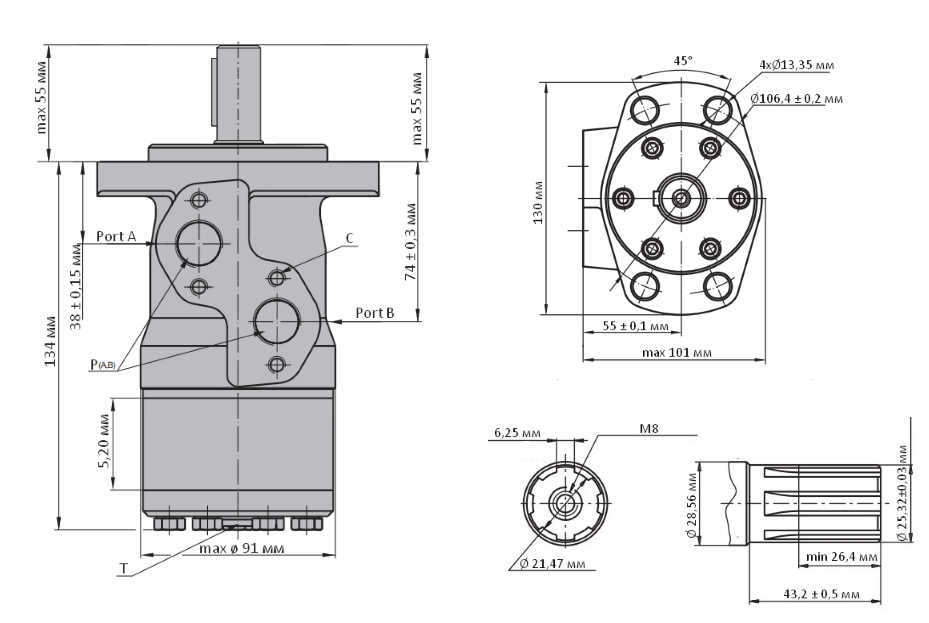 max 55 мм
max 55 мм
Port A
C
38 ± 0,15 мм
74 ± 0,3 мм
Port B
134 мм
P(A,B)
5,20 мм
max ø 91 мм
T
45°
4xØ13,35 мм
Ø106,4 ± 0,2 мм
130 мм
55 ± 0,1 мм
max 101 мм
6,25 мм
M8
Ø 21,47 мм
Ø 28,56 мм
Ø 25,32±0,03 мм
min 26,4 мм
43,2 ± 0,5 мм